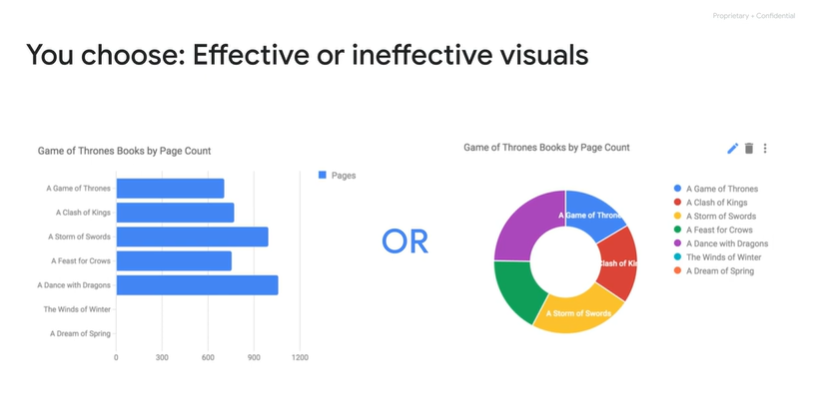 Proprietary + Confidential
You choose: Effective or ineffective visuals
Game of Thrones Books by Page Count
Pages
A Game of Thrones
A Clash of Kings
A Storm of Swords
A Feast for Crows
A Dance with Dragons
The Winds of Winter
A Dream of Spring
0 300 600 900 1200
OR
Game of Thrones Books by Page Count
A Game of Thron
lash of Ki
A Storm of Swords
A Game of Thrones
A Clash of Kings
A Storm of Swords
A Feast for Crows
A Dance with Dragons
The Winds of Winter
A Dream of Spring